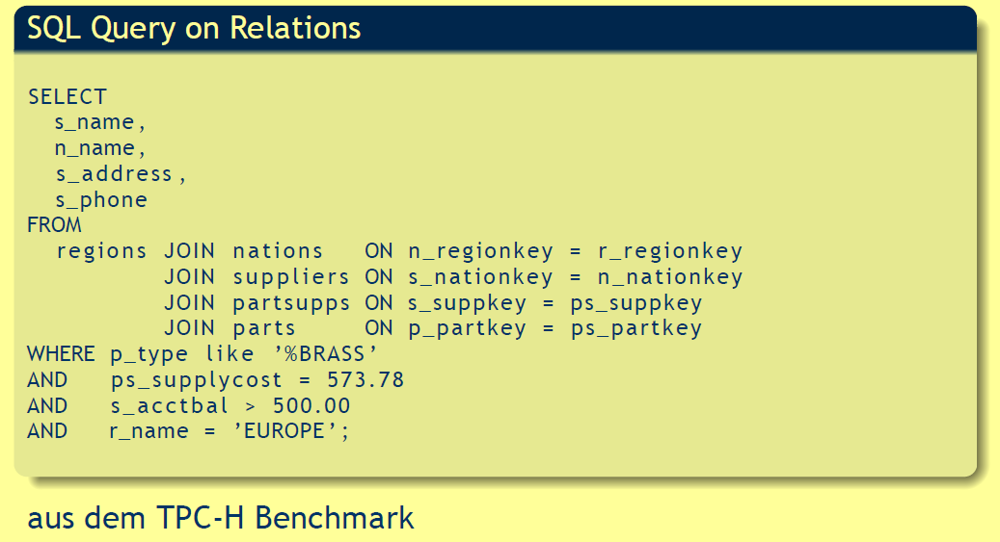 SQL Query on Relations
SELECT
s_name,
n_name,
s_address,
s_phone
FROM
regions JOIN nations ON n_regionkey = r_regionkey
JOIN suppliers ON s_nationkey = n_nationkey
JOIN partsupps ON s_suppkey = ps_suppkey
JOIN parts ON p_partkey = ps_partkey
WHERE p_type like ’%BRASS’
AND ps_supplycost = 573.78
AND s_acctbal > 500.00
AND r_name = ’EUROPE’;
aus dem TPC-H Benchmark